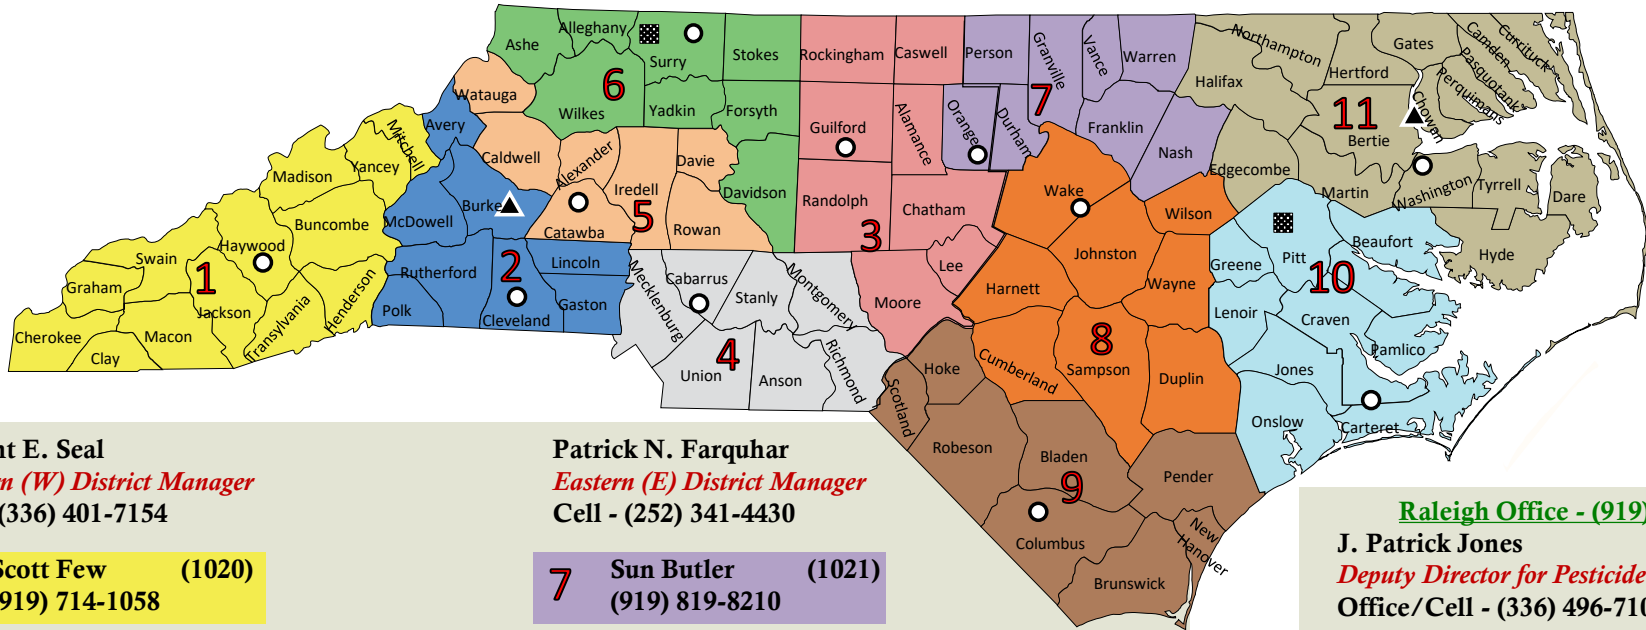 Alleghany
Ashe
Surry
Stokes
Rockingham
Caswell
Person
Granville
Vance
Warren
Northampton
Gates
Camden
Currituck
Pasquotank
Perquimans
Hertford
Halifax
Watauga
6
Wilkes
Yadkin
Forsyth
7
11
Chowan
Bertie
Avery
Mitchell
Guilford
Alamance
Orange
Durham
Franklin
Nash
Edgecombe
Caldwell
Alexander
Davie
Yancey
Madison
Iredell
Davidson
Wake
Martin
Washington
Tyrrell
Dare
Burke
McDowell
Buncombe
5
Randolph
Chatham
Wilson
Catawba
Rowan
3
Haywood
Swain
Beaufort
Hyde
Pitt
Greene
Johnston
1
2
Lincoln
Rutherford
Cabarrus
Lee
10
Graham
Mecklenburg
Stanly
Montgomery
Moore
Harnett
Wayne
Henderson
Jackson
Transylvania
Polk
Cleveland
Gaston
Lenoir
Craven
Cherokee
Macon
Clay
Pamlico
4
8
Richmond
Union
Anson
Hoke
Cumberland
Sampson
Duplin
Jones
Scotland
Onslow
Carteret
Robeson
Bladen
9
Pender
Columbus
New
Hanover
Brunswick
nt E. Seal
n (W) District Manager
(336) 401-7154
Scott Few (1020)
919) 714-1058
Patrick N. Farquhar
Eastern (E) District Manager
Cell - (252) 341-4430
7 Sun Butler (1021)
(919) 819-8210
Raleigh Office - (919)
J. Patrick Jones
Deputy Director for Pesticide
Office/Cell - (336) 496-710